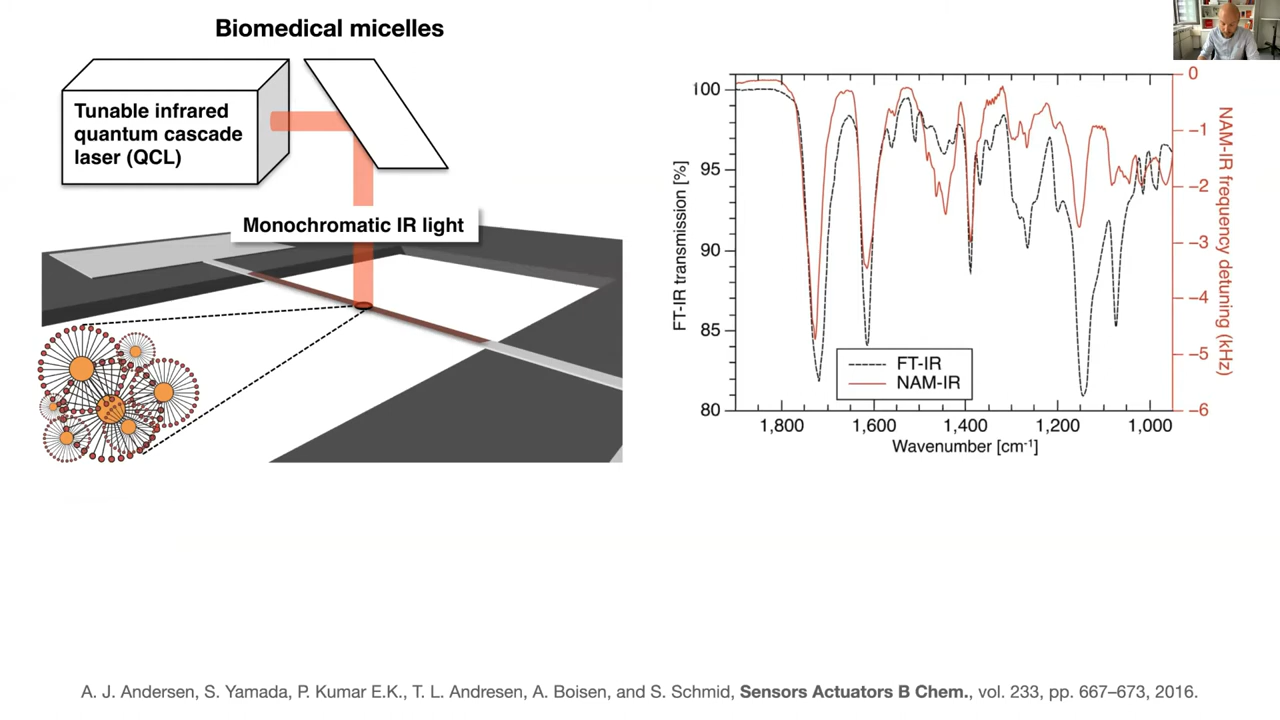 Biomedical micelles
Tunable infrared
quantum cascade
laser (QCL)
Monochromatic IR light
100
95
90
85
80
FT-IR transmission [%]
0
−1
−2
−3
−4
−5
−6
NAM-IR frequency detuning (kHz)
FT-IR
NAM-IR
1,800
1,600
1,400
1,200
1,000
Wavenumber [cm⁻¹]
A. J. Andersen, S. Yamada, P. Kumar E.K., T. L. Andresen, A. Boisen, and S. Schmid, Sensors Actuators B Chem., vol. 233, pp. 667–673, 2016.